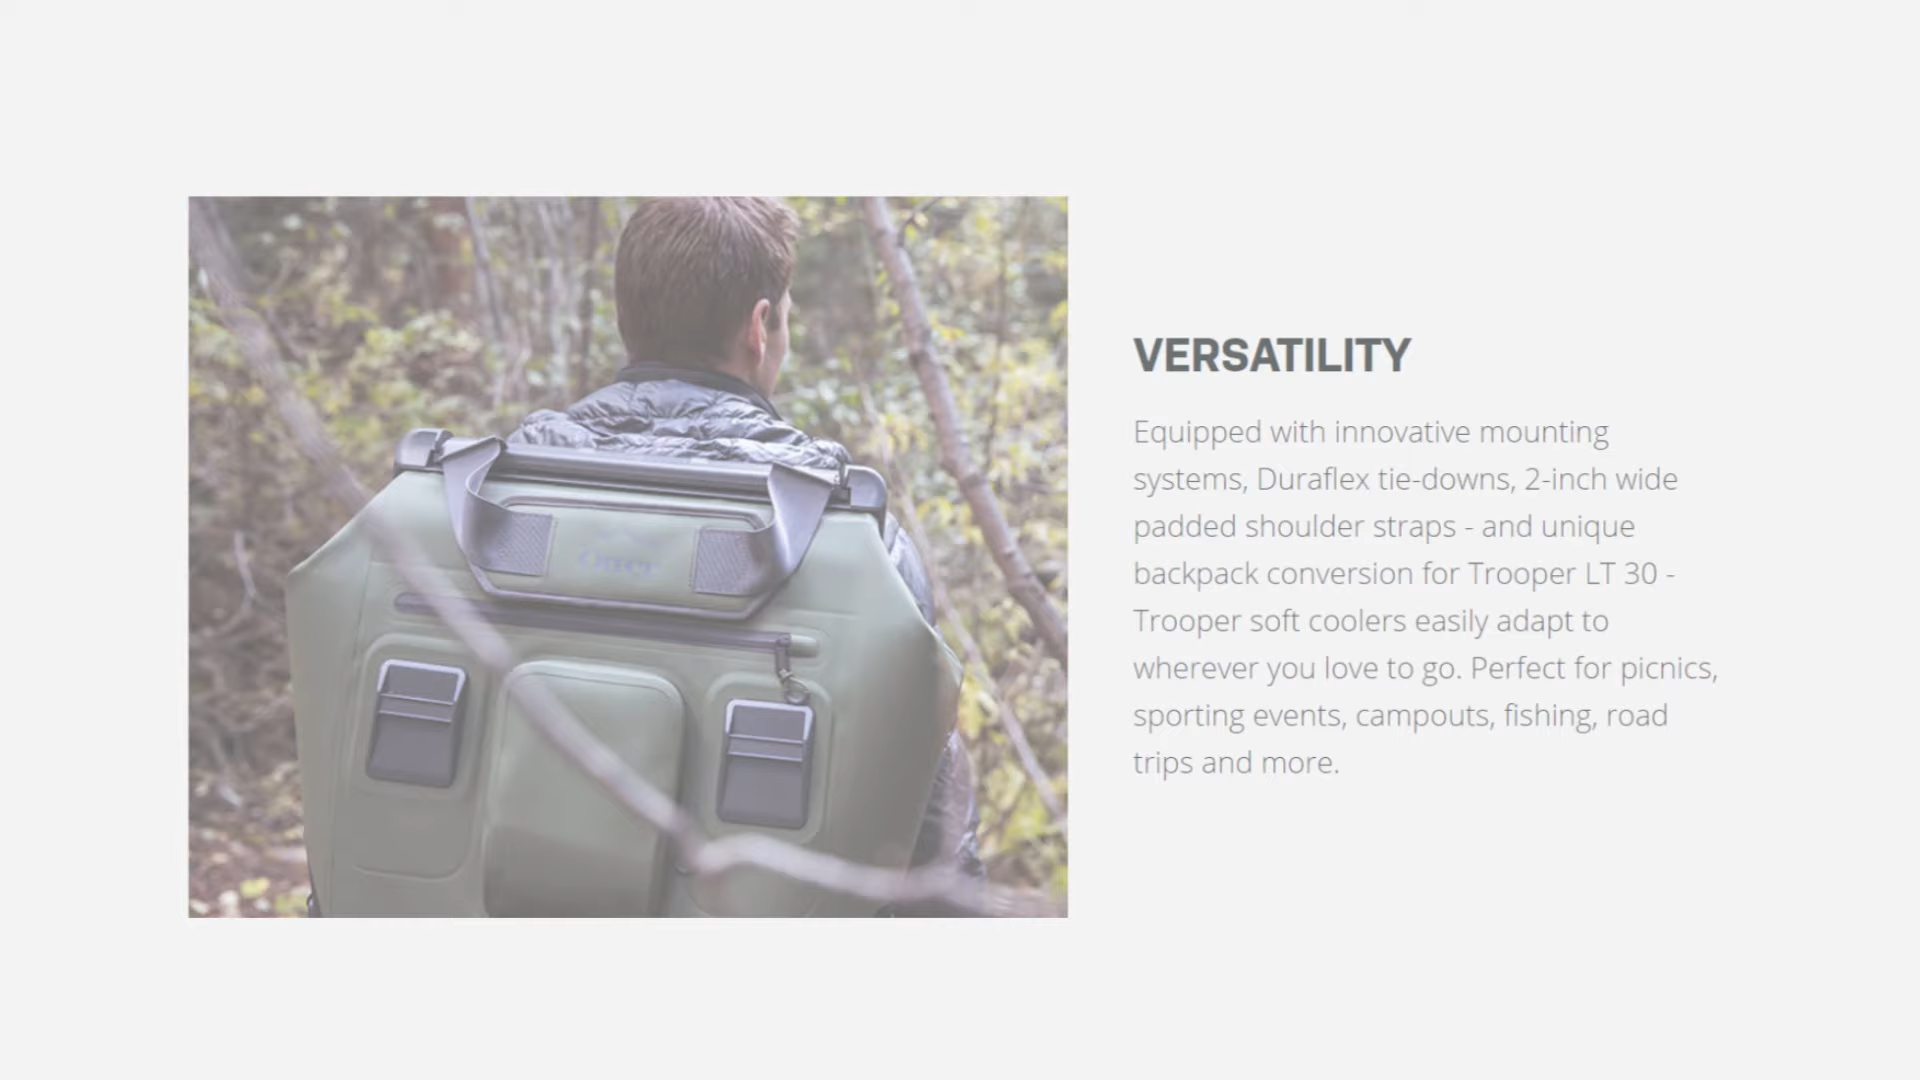 VERSATILITY
Equipped with innovative mounting
systems, Duraflex tie-downs, 2-inch wide
padded shoulder straps - and unique
backpack conversion for Trooper LT 30 -
Trooper soft coolers easily adapt to
wherever you love to go. Perfect for picnics,
sporting events, campouts, fishing, road
trips and more.